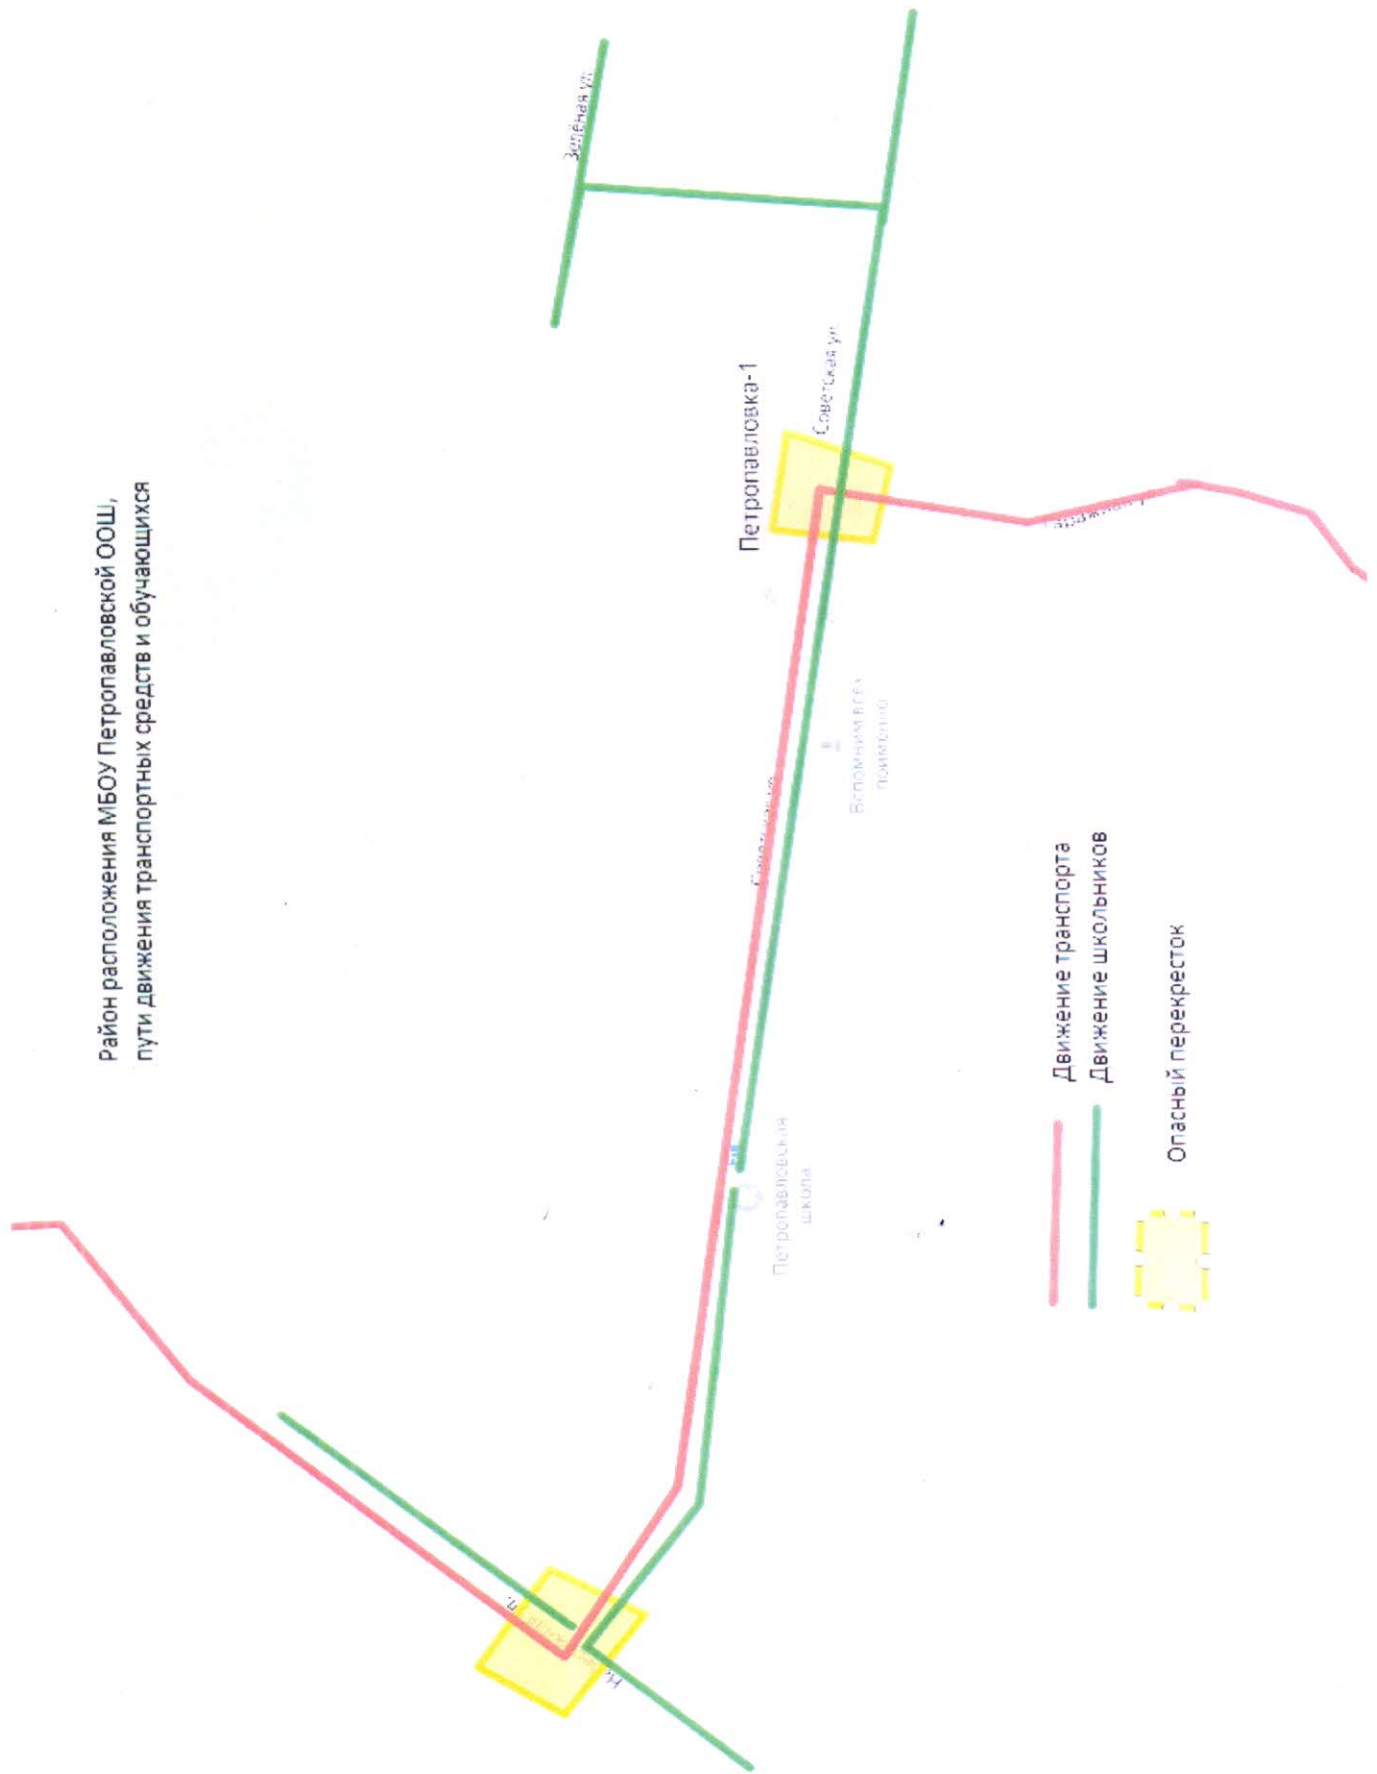 Район расположения МБОУ Петропавловской ООШ,
пути движения транспортных средств и обучающихся
Зелёная ул.
Петропавловка-1
Советская ул.
Вспомним всех
поимённо
Петропавловская
школа
Движение транспорта
Движение школьников
Опасный перекресток